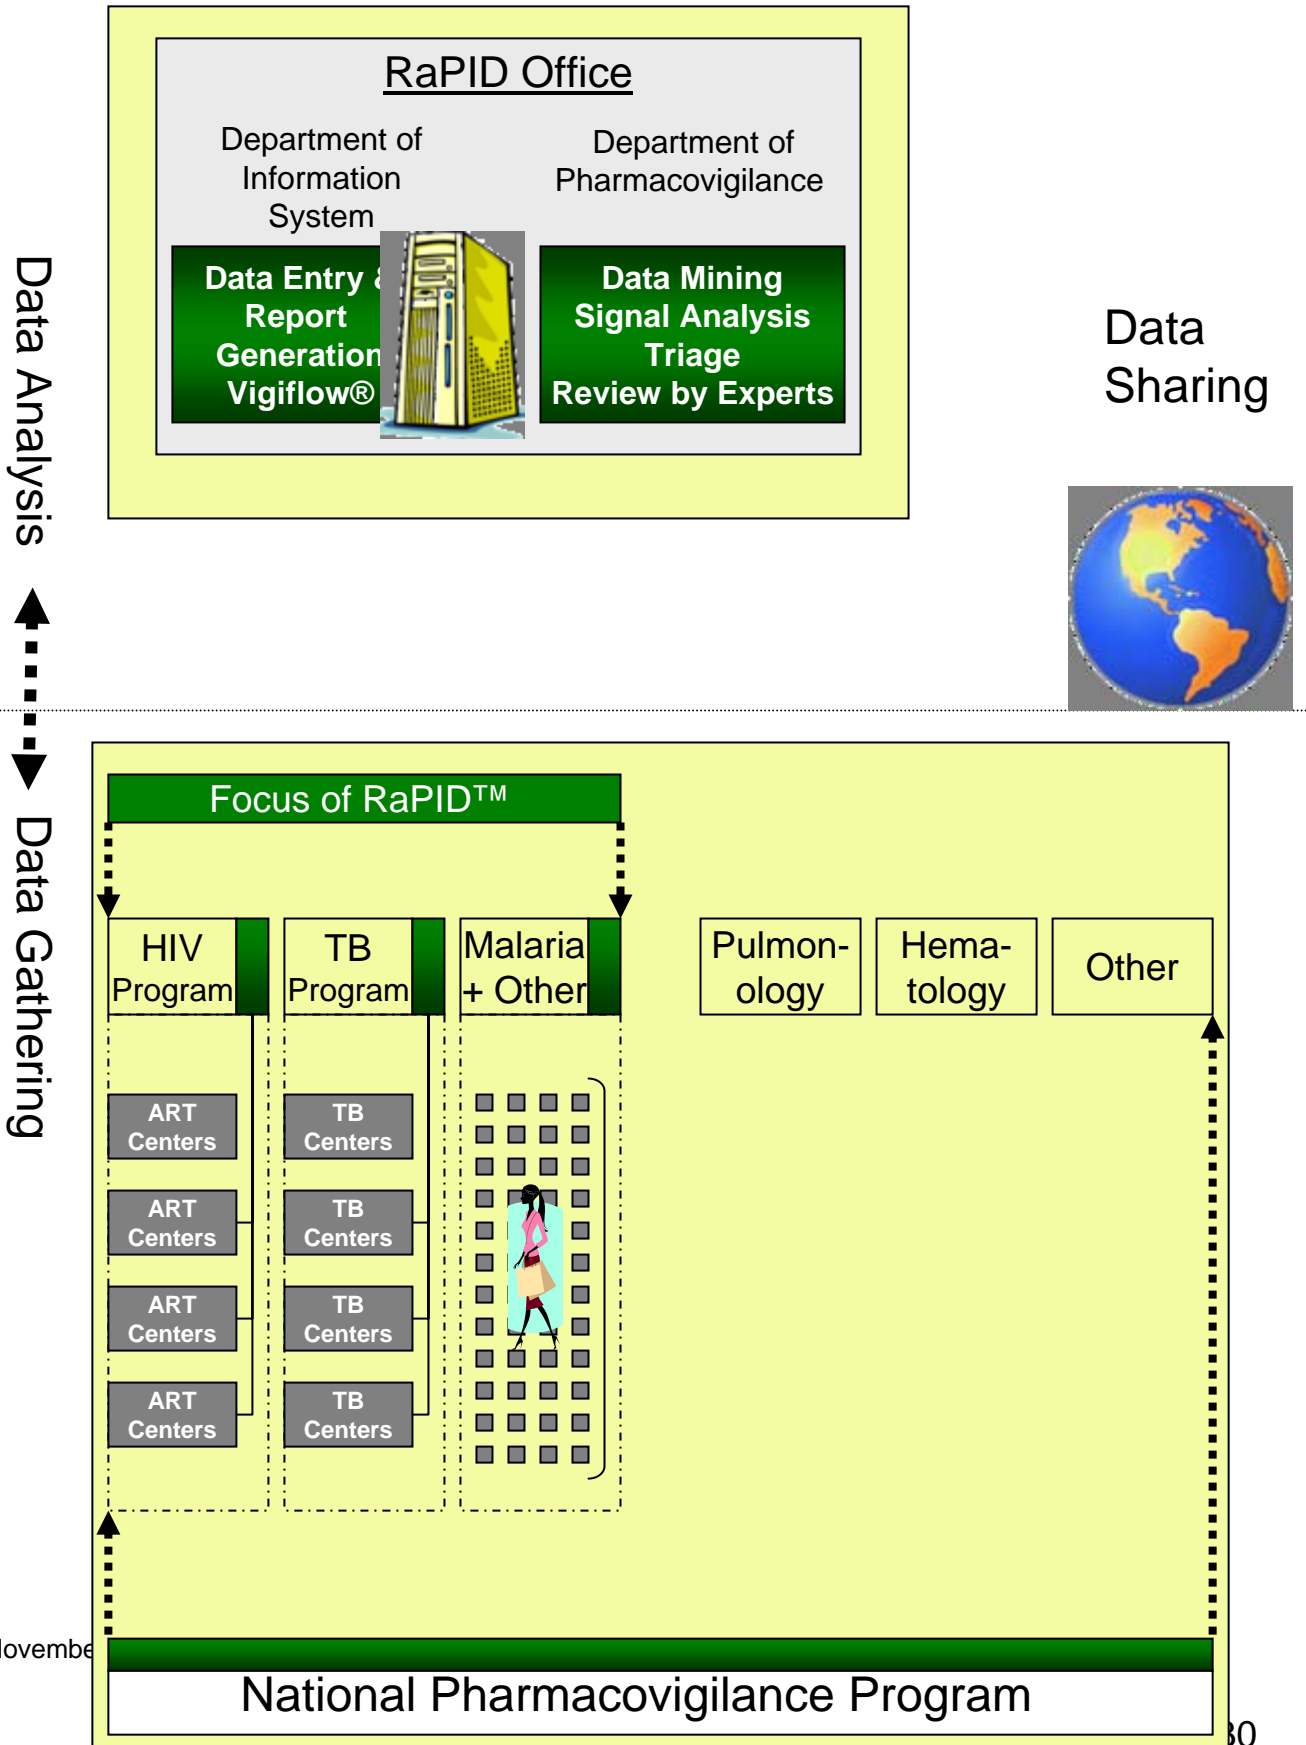 RaPID Office
Department of
Information
System
Department of
Pharmacovigilance
Data Entry
Report
Generation
Vigiflow®
Data Mining
Signal Analysis
Triage
Review by Experts
Data Analysis
Data
Sharing
Data Gathering
Focus of RaPID™
HIV
Program
TB
Program
Malaria
+ Other
Pulmon-
ology
Hema-
tology
Other
ART
Centers
TB
Centers
ART
Centers
TB
Centers
ART
Centers
TB
Centers
ART
Centers
TB
Centers
National Pharmacovigilance Program